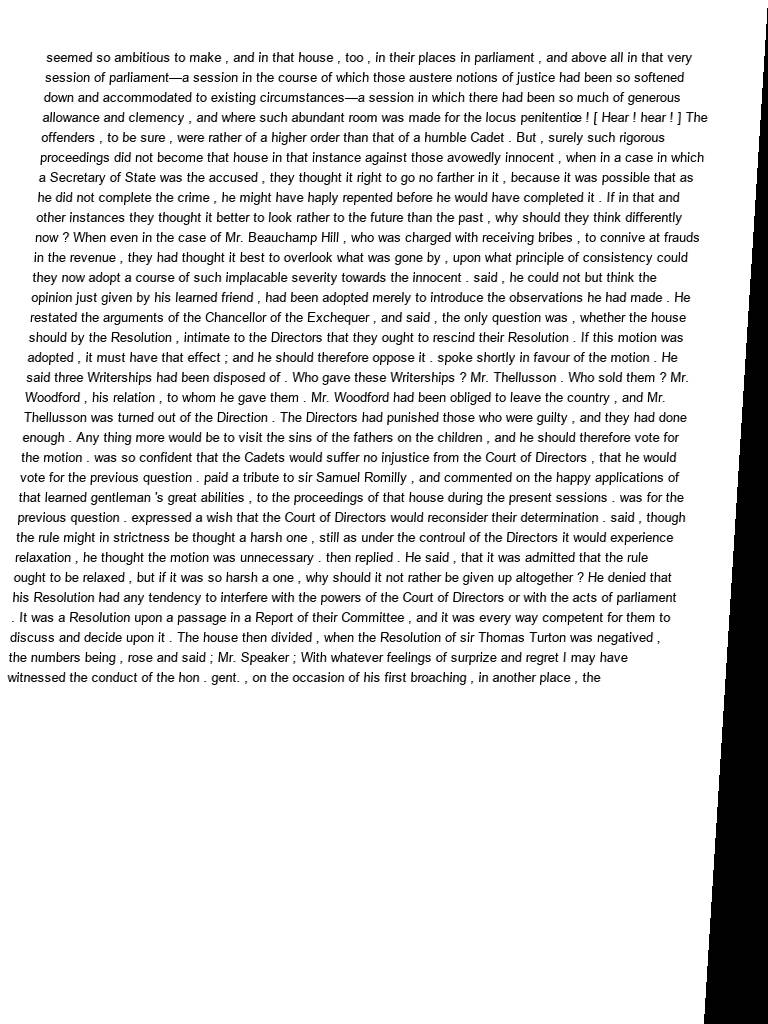 seemed so ambitious to make , and in that house , too , in their places in parliament , and above all in that very
session of parliament—a session in the course of which those austere notions of justice had been so softened
down and accommodated to existing circumstances—a session in which there had been so much of generous
allowance and clemency , and where such abundant room was made for the locus penitentiæ ! [ Hear ! hear ! ] The
offenders , to be sure , were rather of a higher order than that of a humble Cadet . But , surely such rigorous
proceedings did not become that house in that instance against those avowedly innocent , when in a case in which
a Secretary of State was the accused , they thought it right to go no farther in it , because it was possible that as
he did not complete the crime , he might have haply repented before he would have completed it . If in that and
other instances they thought it better to look rather to the future than the past , why should they think differently
now ? When even in the case of Mr. Beauchamp Hill , who was charged with receiving bribes , to connive at frauds
in the revenue , they had thought it best to overlook what was gone by , upon what principle of consistency could
they now adopt a course of such implacable severity towards the innocent . said , he could not but think the
opinion just given by his learned friend , had been adopted merely to introduce the observations he had made . He
restated the arguments of the Chancellor of the Exchequer , and said , the only question was , whether the house
should by the Resolution , intimate to the Directors that they ought to rescind their Resolution . If this motion was
adopted , it must have that effect ; and he should therefore oppose it . spoke shortly in favour of the motion . He
said three Writerships had been disposed of . Who gave these Writerships ? Mr. Thellusson . Who sold them ? Mr.
Woodford , his relation , to whom he gave them . Mr. Woodford had been obliged to leave the country , and Mr.
Thellusson was turned out of the Direction . The Directors had punished those who were guilty , and they had done
enough . Any thing more would be to visit the sins of the fathers on the children , and he should therefore vote for
the motion . was so confident that the Cadets would suffer no injustice from the Court of Directors , that he would
vote for the previous question . paid a tribute to sir Samuel Romilly , and commented on the happy applications of
that learned gentleman 's great abilities , to the proceedings of that house during the present sessions . was for the
previous question . expressed a wish that the Court of Directors would reconsider their determination . said , though
the rule might in strictness be thought a harsh one , still as under the controul of the Directors it would experience
relaxation , he thought the motion was unnecessary . then replied . He said , that it was admitted that the rule
ought to be relaxed , but if it was so harsh a one , why should it not rather be given up altogether ? He denied that
his Resolution had any tendency to interfere with the powers of the Court of Directors or with the acts of parliament
. It was a Resolution upon a passage in a Report of their Committee , and it was every way competent for them to
discuss and decide upon it . The house then divided , when the Resolution of sir Thomas Turton was negatived ,
the numbers being , rose and said ; Mr. Speaker ; With whatever feelings of surprize and regret I may have
witnessed the conduct of the hon . gent. , on the occasion of his first broaching , in another place , the